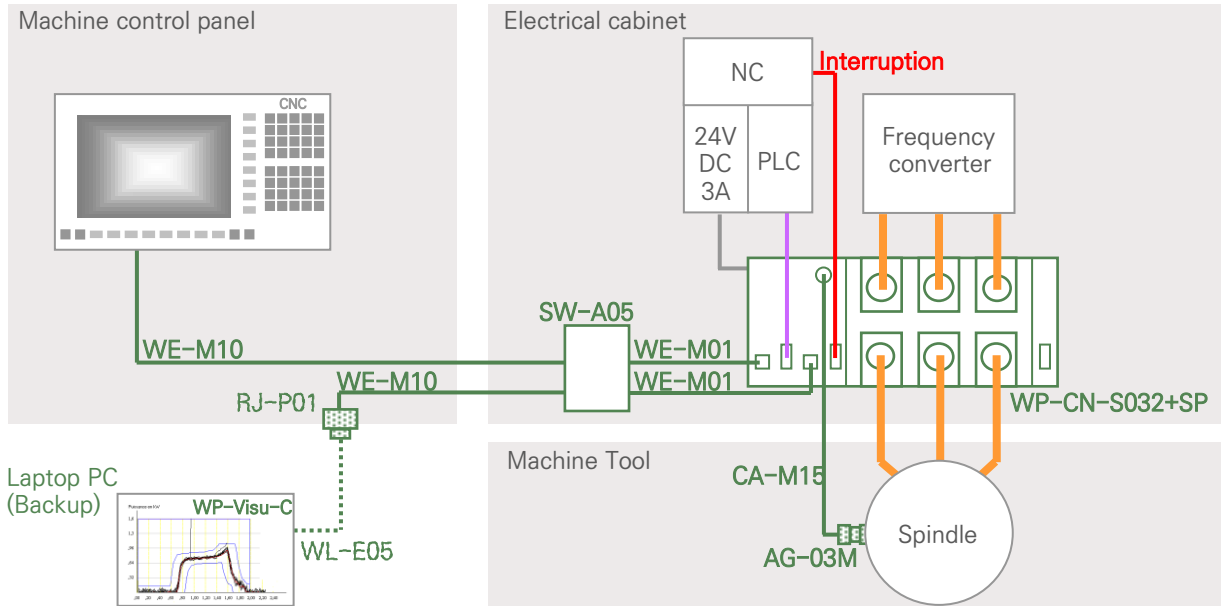 Machine control panel
CNC
Electrical cabinet
NC
Interruption
24V
DC
3A
PLC
Frequency
converter
SW-A05
WE-M10
WE-M01
WE-M10
WE-M01
RJ-P01
WP-CN-S032+SP
Machine Tool
CA-M15
Spindle
AG-03M
Laptop PC
(Backup)
WP-Visu-C
WL-E05